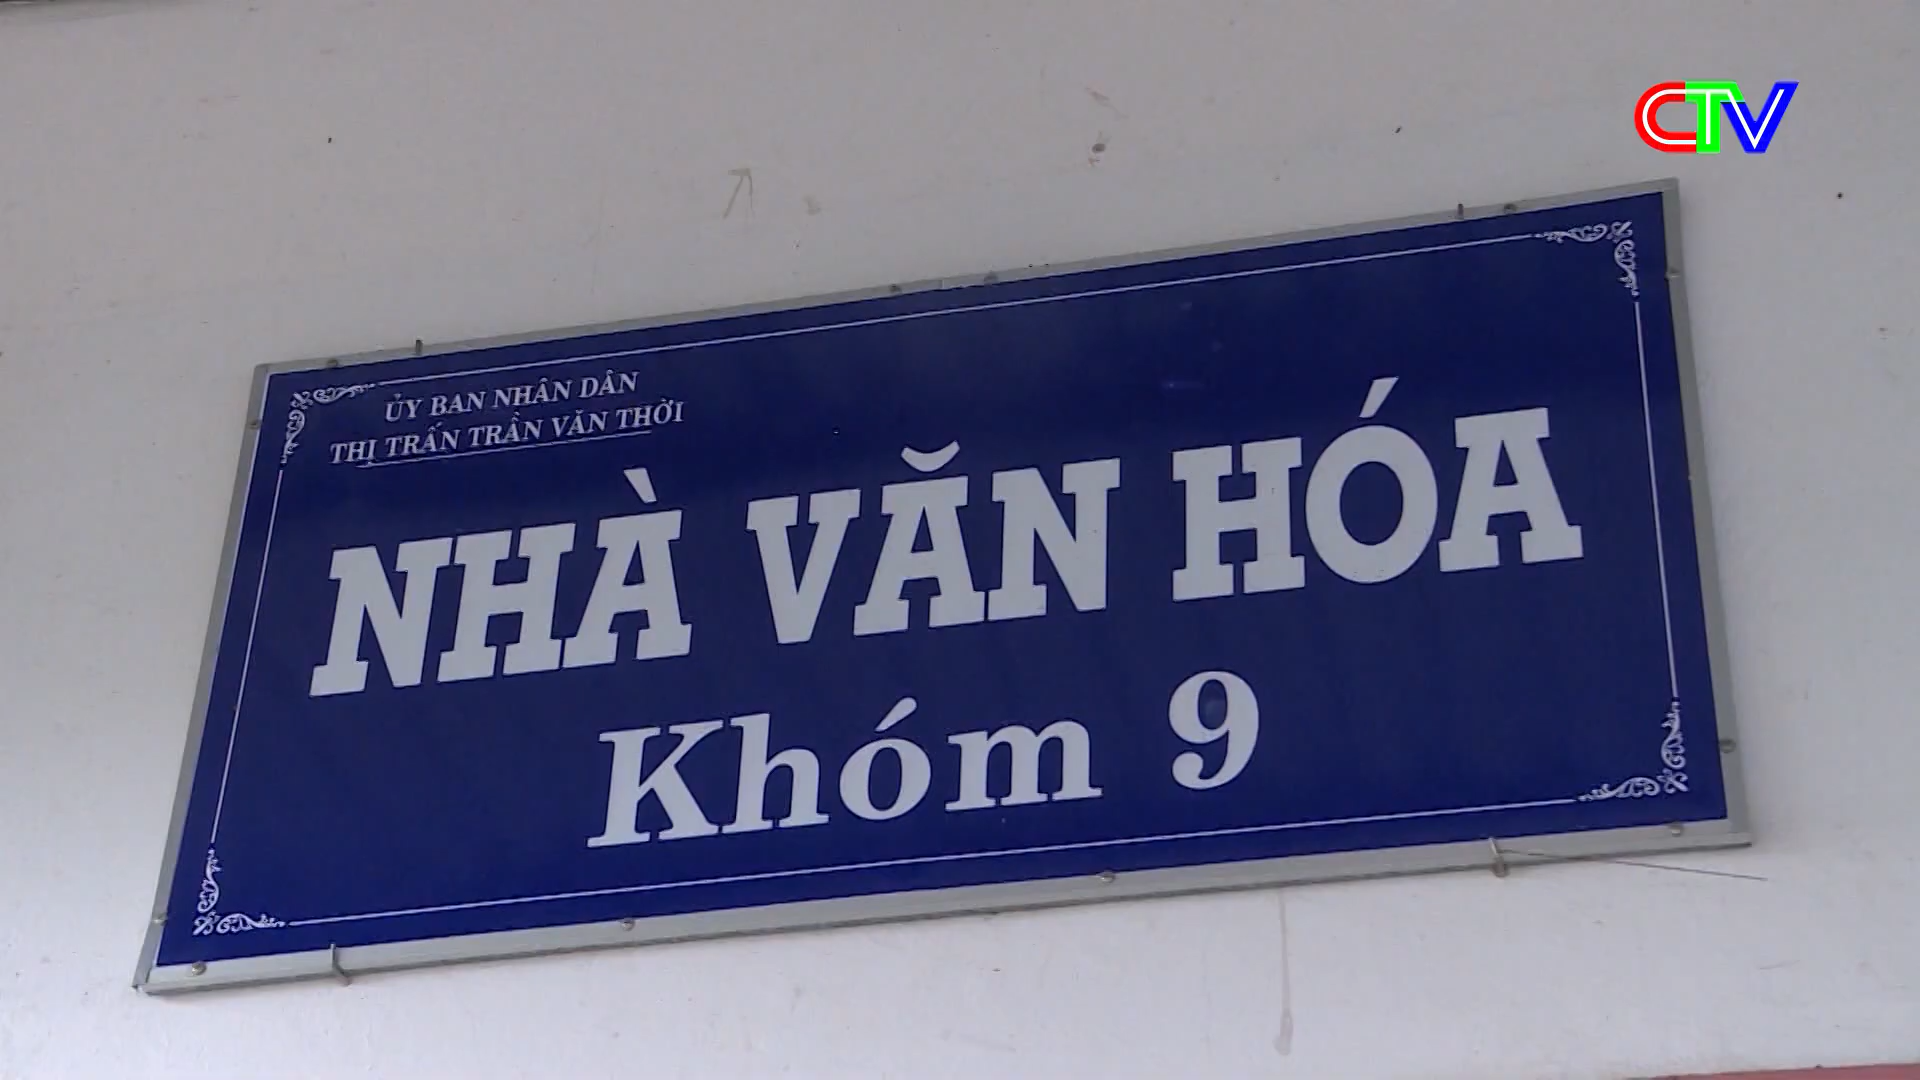 CTV
ỦY BAN NHÂN DÂN
THỊ TRẤN TRẦN VĂN THỜI
NHÀ VĂN HÓA
Khóm 9